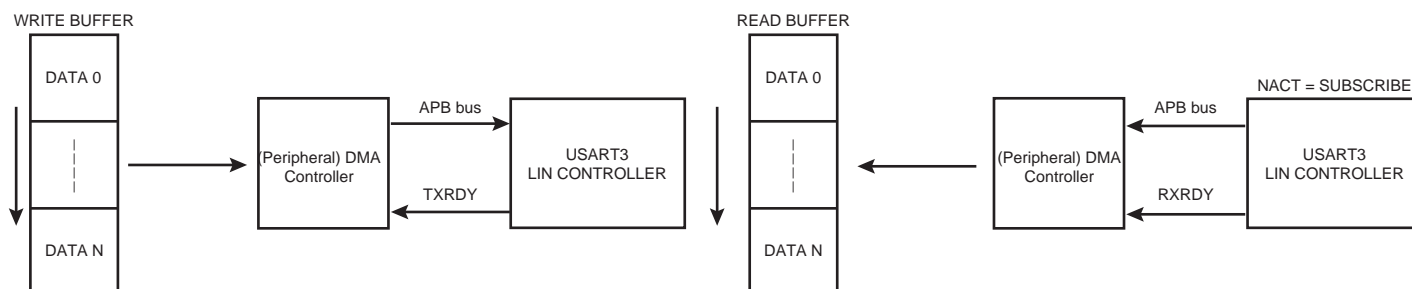 WRITE BUFFER
DATA 0
DATA N
(Peripheral) DMA
Controller
APB bus
TXRDY
USART3
LIN CONTROLLER
READ BUFFER
DATA 0
DATA N
(Peripheral) DMA
Controller
APB bus
RXRDY
NACT = SUBSCRIBE
USART3
LIN CONTROLLER